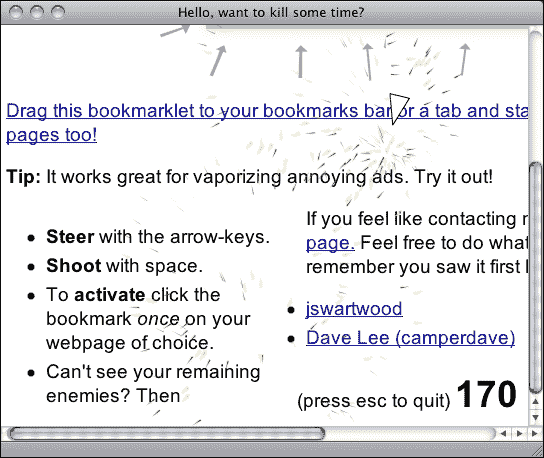 Hello, want to kill some time?
Drag this bookmarklet to your bookmarks bar or a tab and sta
pages too!
Tip: It works great for vaporizing annoying ads. Try it out!
Steer with the arrow-keys.
Shoot with space.
To activate click the
bookmark once on your
webpage of choice.
Can't see your remaining
enemies? Then
If you feel like contacting
page. Feel free to do what
remember you saw it first
jswartwood
Dave Lee (camperdave)
(press esc to quit) 170